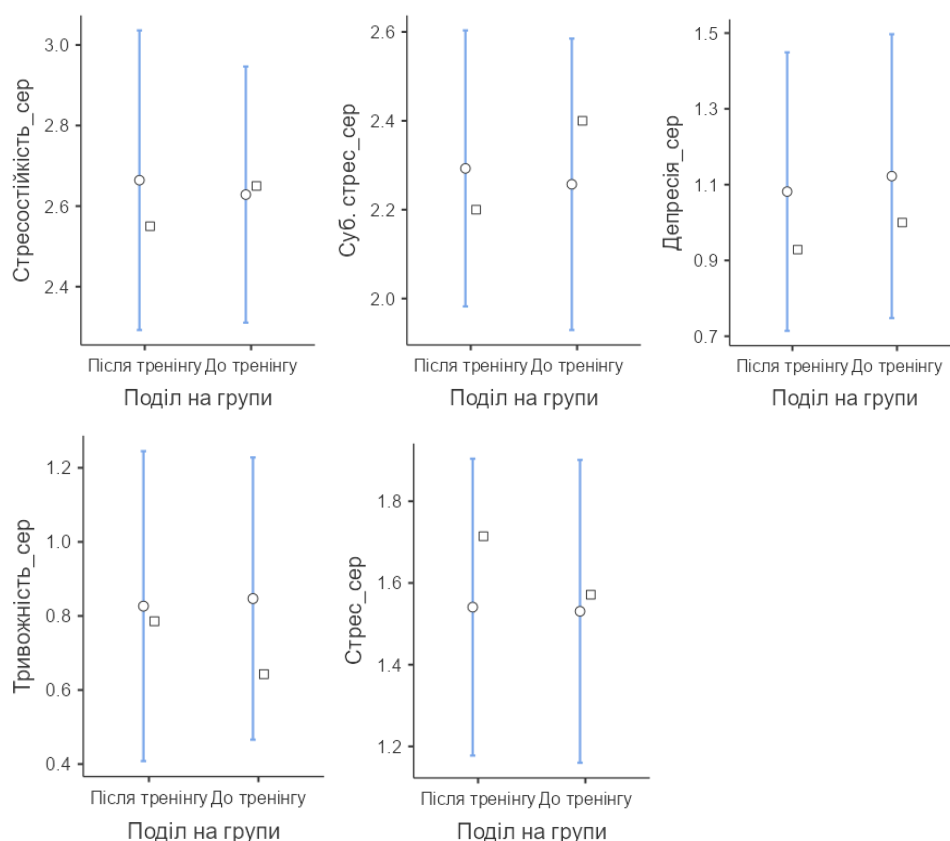 Стресостійкість_сер
3.0
2.8
2.6
2.4
Після тренінгу До тренінгу
Поділ на групи
Суб. стрес_сер
2.6
2.4
2.2
2.0
Після тренінгу До тренінгу
Поділ на групи
Депресія_сер
1.5
1.3
1.1
0.9
0.7
Після тренінгу До тренінгу
Поділ на групи
Тривожність_сер
1.2
1.0
0.8
0.6
0.4
Після тренінгу До тренінгу
Поділ на групи
Стрес_сер
1.8
1.6
1.4
1.2
Після тренінгу До тренінгу
Поділ на групи